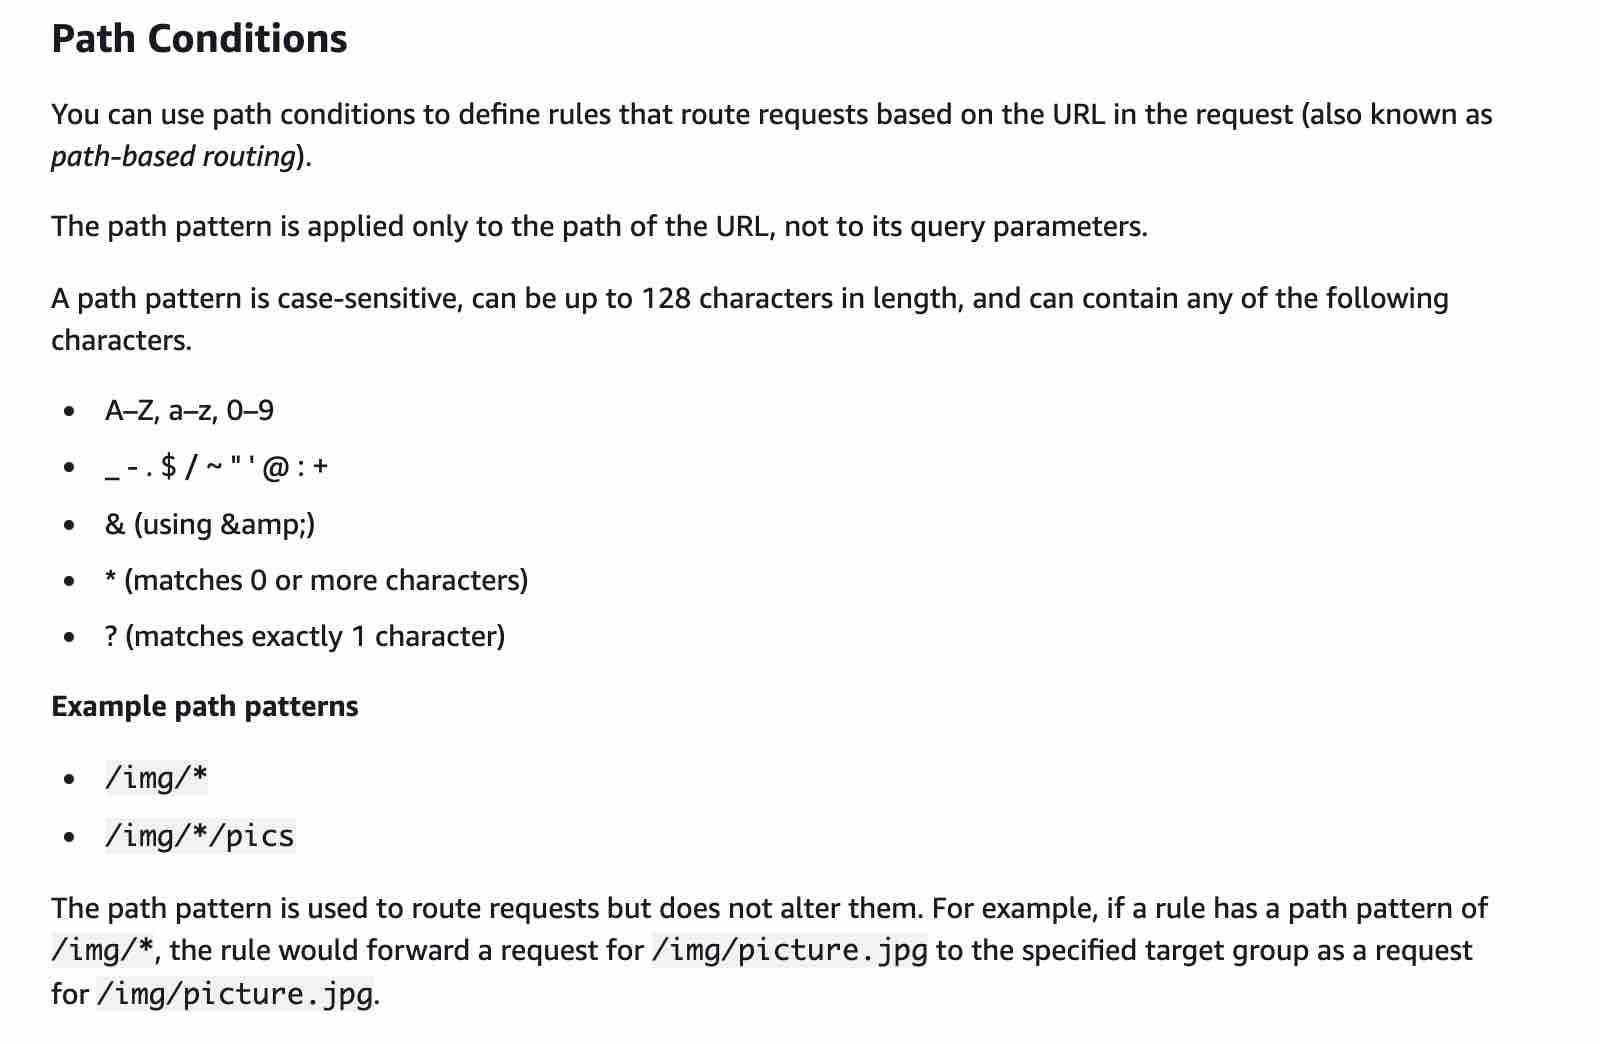 Path Conditions
You can use path conditions to define rules that route requests based on the URL in the request (also known as
path-based routing).
The path pattern is applied only to the path of the URL, not to its query parameters.
A path pattern is case-sensitive, can be up to 128 characters in length, and can contain any of the following
characters.
• A–Z, a–z, 0–9
• _ - . $ / ~ " ' @ : +
• & (using &amp;)
• * (matches 0 or more characters)
• ? (matches exactly 1 character)
Example path patterns
• /img/*
• /img/*/pics
The path pattern is used to route requests but does not alter them. For example, if a rule has a path pattern of
/img/*, the rule would forward a request for /img/picture.jpg to the specified target group as a request
for /img/picture.jpg.